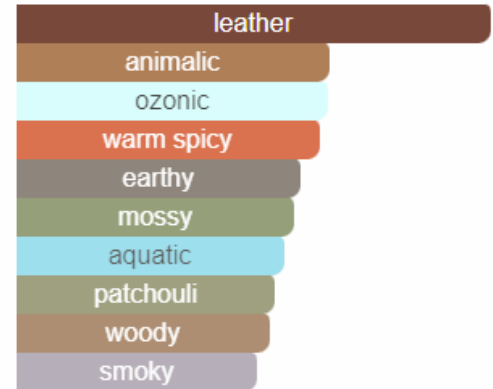 leather
animalic
ozonic
warm spicy
earthy
mossy
aquatic
patchouli
woody
smoky